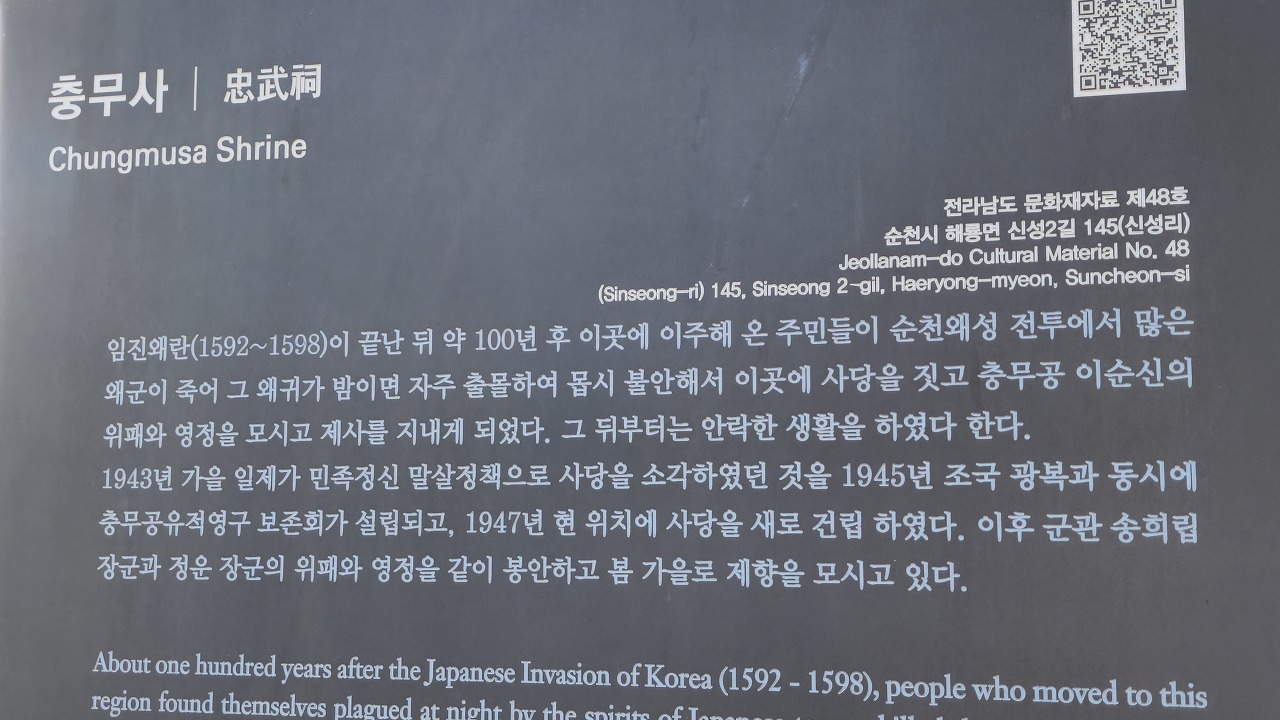 충무사 | 忠武祠
Chungmusa Shrine
전라남도 문화재자료 제48호
순천시 해룡면 신성2길 145(신성리)
Jeollanam-do Cultural Material No. 48
(Sinseong-ri) 145, Sinseong 2-gil, Haeryong-myeon, Suncheon-si
임진왜란(1592~1598)이 끝난 뒤 약 100년 후 이곳에 이주해 온 주민들이 순천왜성 전투에서 많은
왜군이 죽어 그 왜귀가 밤이면 자주 출몰하여 몹시 불안해서 이곳에 사당을 짓고 충무공 이순신의
위패와 영정을 모시고 제사를 지내게 되었다. 그 뒤부터는 안락한 생활을 하였다 한다.
1943년 가을 일제가 민족정신 말살정책으로 사당을 소각하였던 것을 1945년 조국 광복과 동시에
충무공유적영구 보존회가 설립되고, 1947년 현 위치에 사당을 새로 건립 하였다. 이후 군관 송희립
장군과 정운 장군의 위패와 영정을 같이 봉안하고 봄 가을로 제향을 모시고 있다.
About one hundred years after the Japanese Invasion of Korea (1592 - 1598), people who moved to this
region found themselves plagued at night by the spirits of Japanese